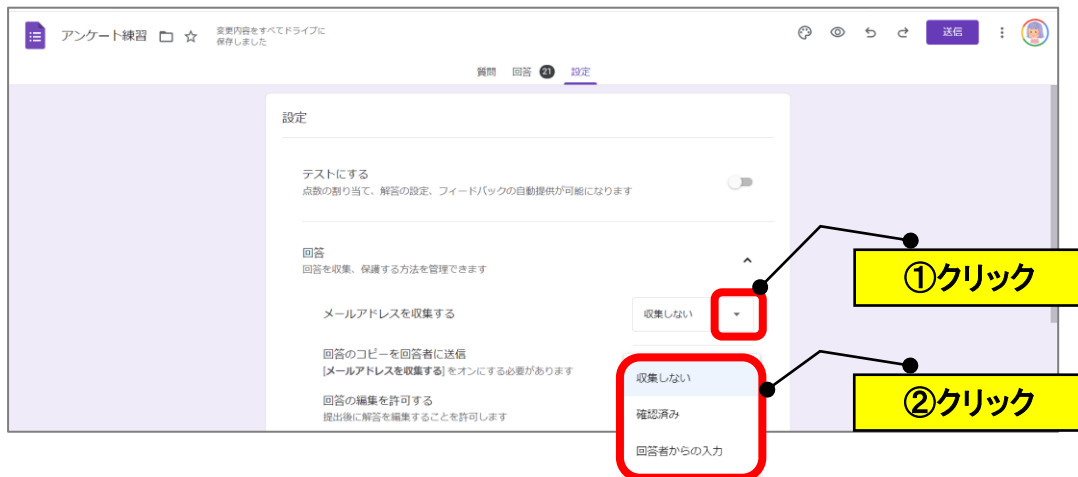 アンケート練習
変更内容をすべてドライブに
保存しました
送信
質問 回答 21 設定
設定
テストにする
点数の割り当て、解答の設定、フィードバックの自動提供が可能になります
回答
回答を収集、保護する方法を管理できます
①クリック
メールアドレスを収集する 収集しない
回答のコピーを回答者に送信
[メールアドレスを収集する] をオンにする必要があります
収集しない
回答の編集を許可する
提出後に解答を編集することを許可します
確認済み
回答者からの入力
②クリック